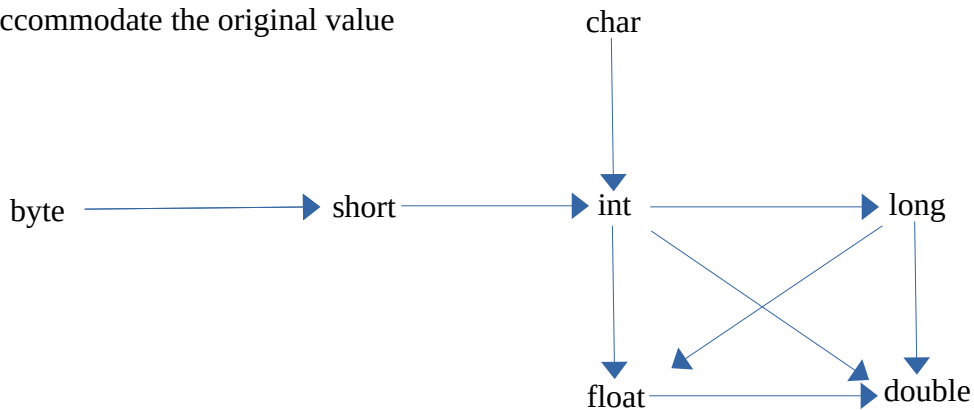 ccommodate the original value
char
byte short int long
float double